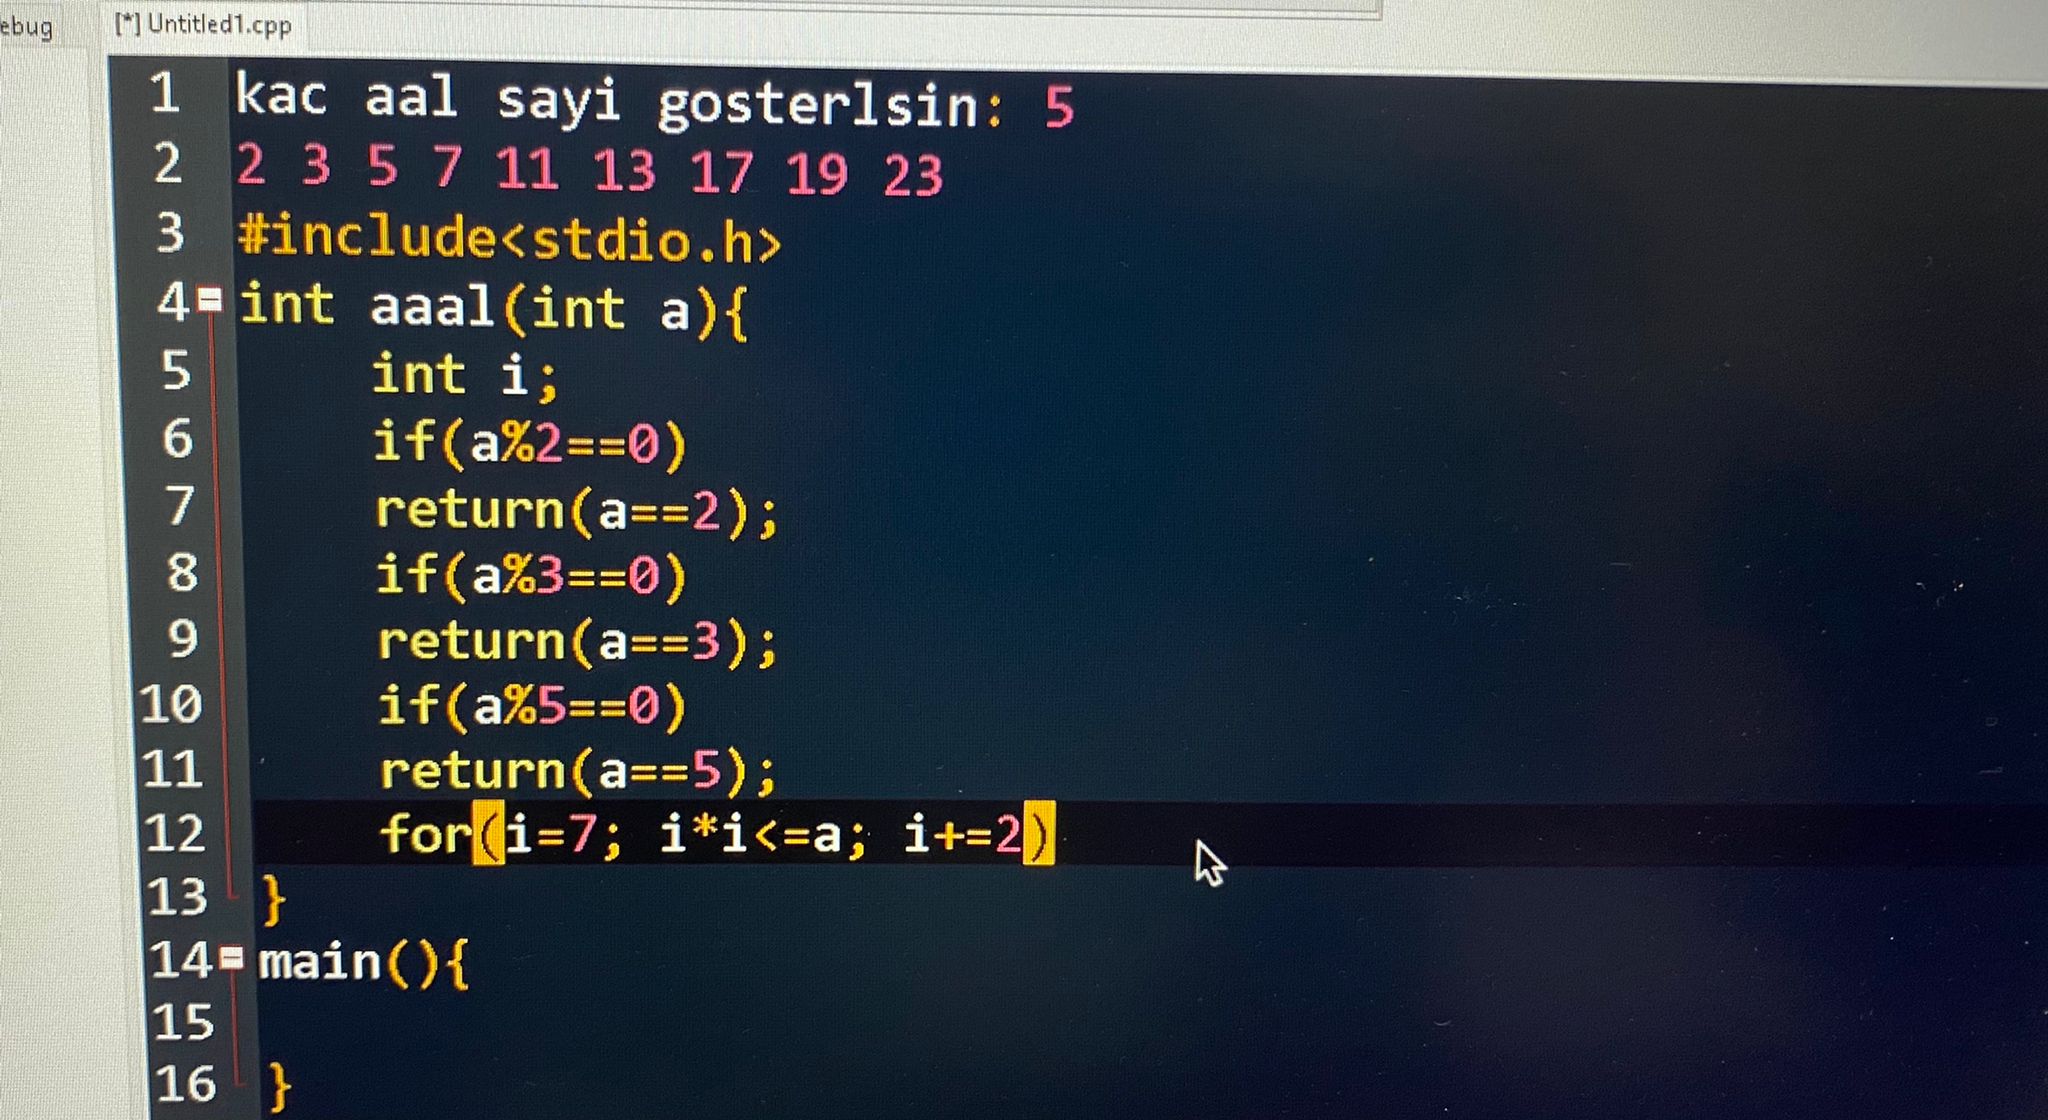 ebug
[*] Untitled1.cpp
1 kac aal sayi gosterlsin: 5
2 2 3 5 7 11 13 17 19 23
3 #include<stdio.h>
4 int aaal(int a){
5 int i;
6 if(a%2==0)
7 return(a==2);
8 if(a%3==0)
9 return(a==3);
10 if(a%5==0)
11 return(a==5);
12 for(i=7; i*i<=a; i+=2)
13 }
14 main(){
15
16 }